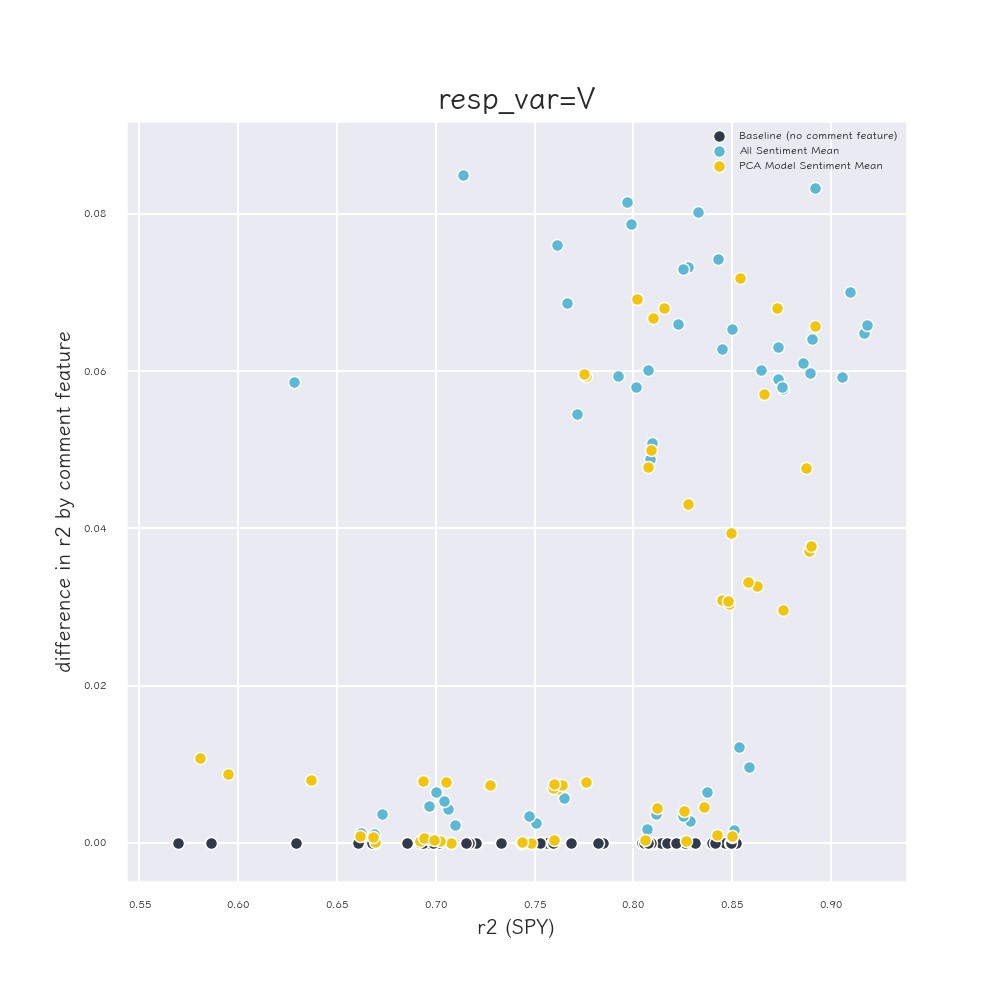 resp_var=V
Baseline (no comment feature)
All Sentiment Mean
PCA Model Sentiment Mean
difference in r2 by comment feature
0.08
0.06
0.04
0.02
0.00
0.55 0.60 0.65 0.70 0.75 0.80 0.85 0.90
r2 (SPY)